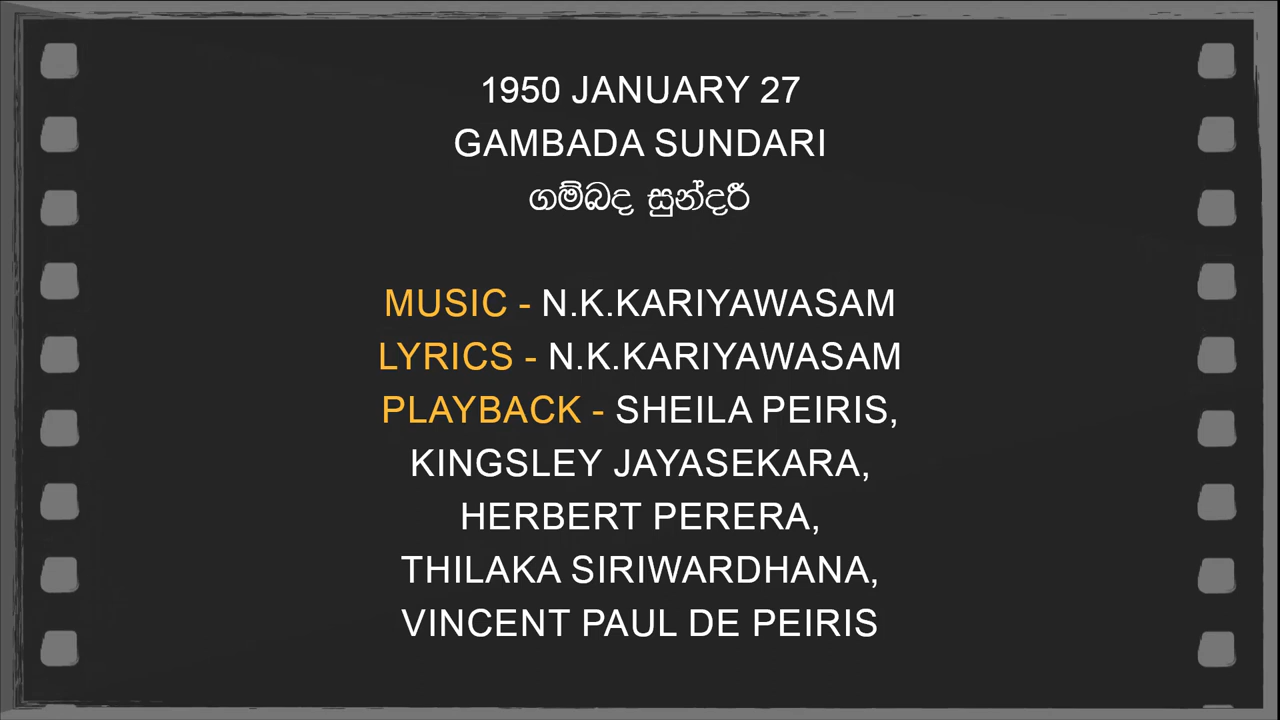 1950 JANUARY 27
GAMBADA SUNDARI
ගම්බද සුන්දරී
MUSIC - N.K.KARIYAWASAM
LYRICS - N.K.KARIYAWASAM
PLAYBACK - SHEILA PEIRIS,
KINGSLEY JAYASEKARA,
HERBERT PERERA,
THILAKA SIRIWARDHANA,
VINCENT PAUL DE PEIRIS